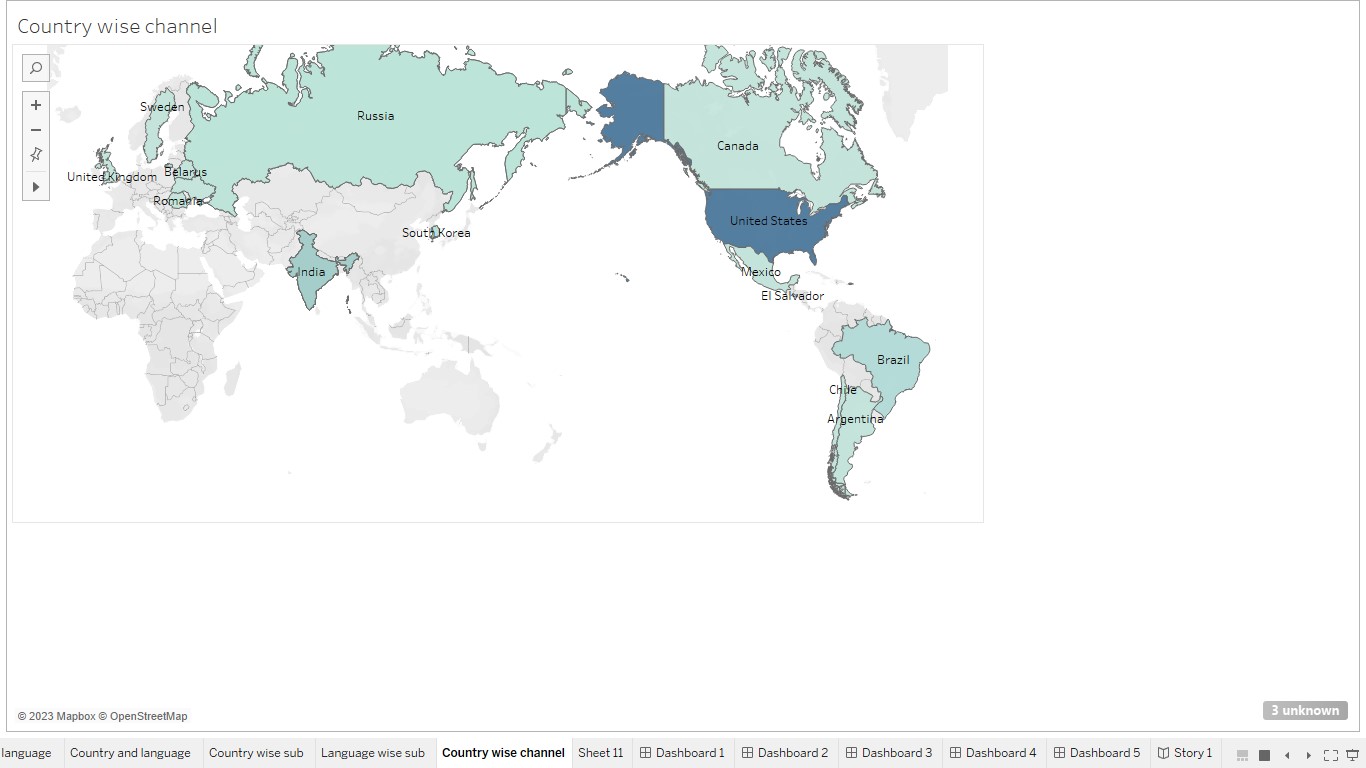 Country wise channel
Sweden
Russia
Canada
United Kingdom
Belarus
Romania
United States
South Korea
India
Mexico
El Salvador
Brazil
Chile
Argentina
© 2023 Mapbox © OpenStreetMap
3 unknown
language
Country and language
Country wise sub
Language wise sub
Country wise channel
Sheet 11
Dashboard 1
Dashboard 2
Dashboard 3
Dashboard 4
Dashboard 5
Story 1